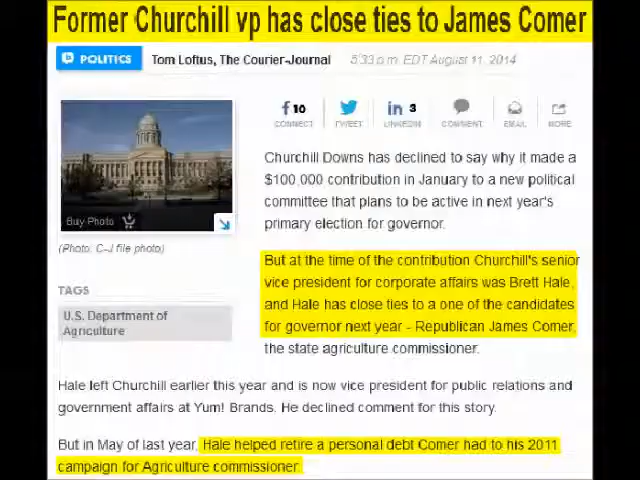 Former Churchill vp has close ties to James Comer
POLITICS
Tom Loftus, The Courier-Journal
5:33 p.m. EDT August 11, 2014
10
CONNECT
TWEET
3
LINKEDIN
COMMENT
EMAIL
MORE
Buy Photo
(Photo: C-J file photo)
Churchill Downs has declined to say why it made a
$100,000 contribution in January to a new political
committee that plans to be active in next year's
primary election for governor.
But at the time of the contribution Churchill's senior
vice president for corporate affairs was Brett Hale,
and Hale has close ties to a one of the candidates
for governor next year - Republican James Comer,
the state agriculture commissioner.
TAGS
U.S. Department of
Agriculture
Hale left Churchill earlier this year and is now vice president for public relations and
government affairs at Yum! Brands. He declined comment for this story.
But in May of last year, Hale helped retire a personal debt Comer had to his 2011
campaign for Agriculture commissioner.